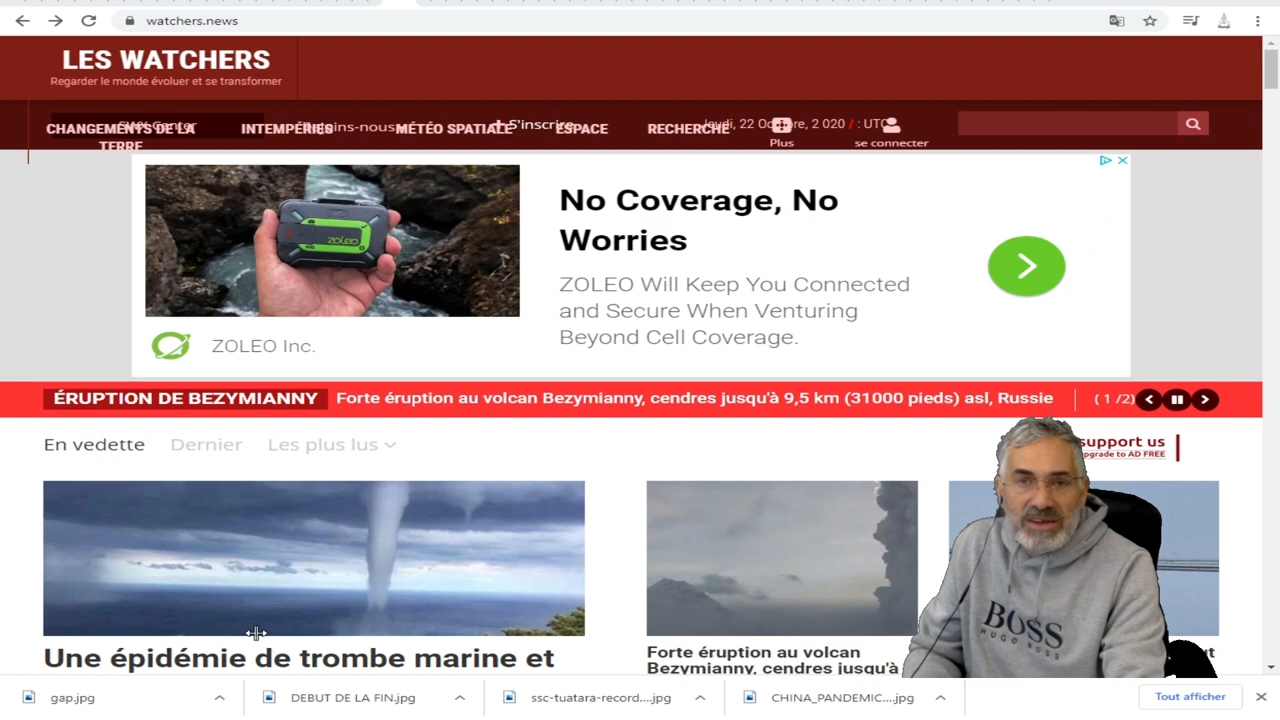 watchers.news
LES WATCHERS
Regarder le monde évoluer et se transformer
CHANGEMENTS DE LA
TERRE
INTEMPÉRIES
MÉTÉO SPATIALE
S'inscrire
ESPACE
RECHERCHE
Plus
se connecter
No Coverage, No
Worries
ZOLEO Will Keep You Connected
and Secure When Venturing
Beyond Cell Coverage.
zoleo
ZOLEO Inc.
ÉRUPTION DE BEZYMIANNY
Forte éruption au volcan Bezymianny, cendres jusqu'à 9,5 km (31000 pieds) asl, Russie
( 1 /2)
En vedette
Dernier
Les plus lus
support us
upgrade to AD FREE
BOSS
HUGO BOSS
Une épidémie de trombe marine et
Forte éruption au volcan
Bezymianny, cendres jusqu'à
gap.jpg
DEBUT DE LA FIN.jpg
ssc-tuatara-record....jpg
CHINA_PANDEMIC....jpg
Tout afficher